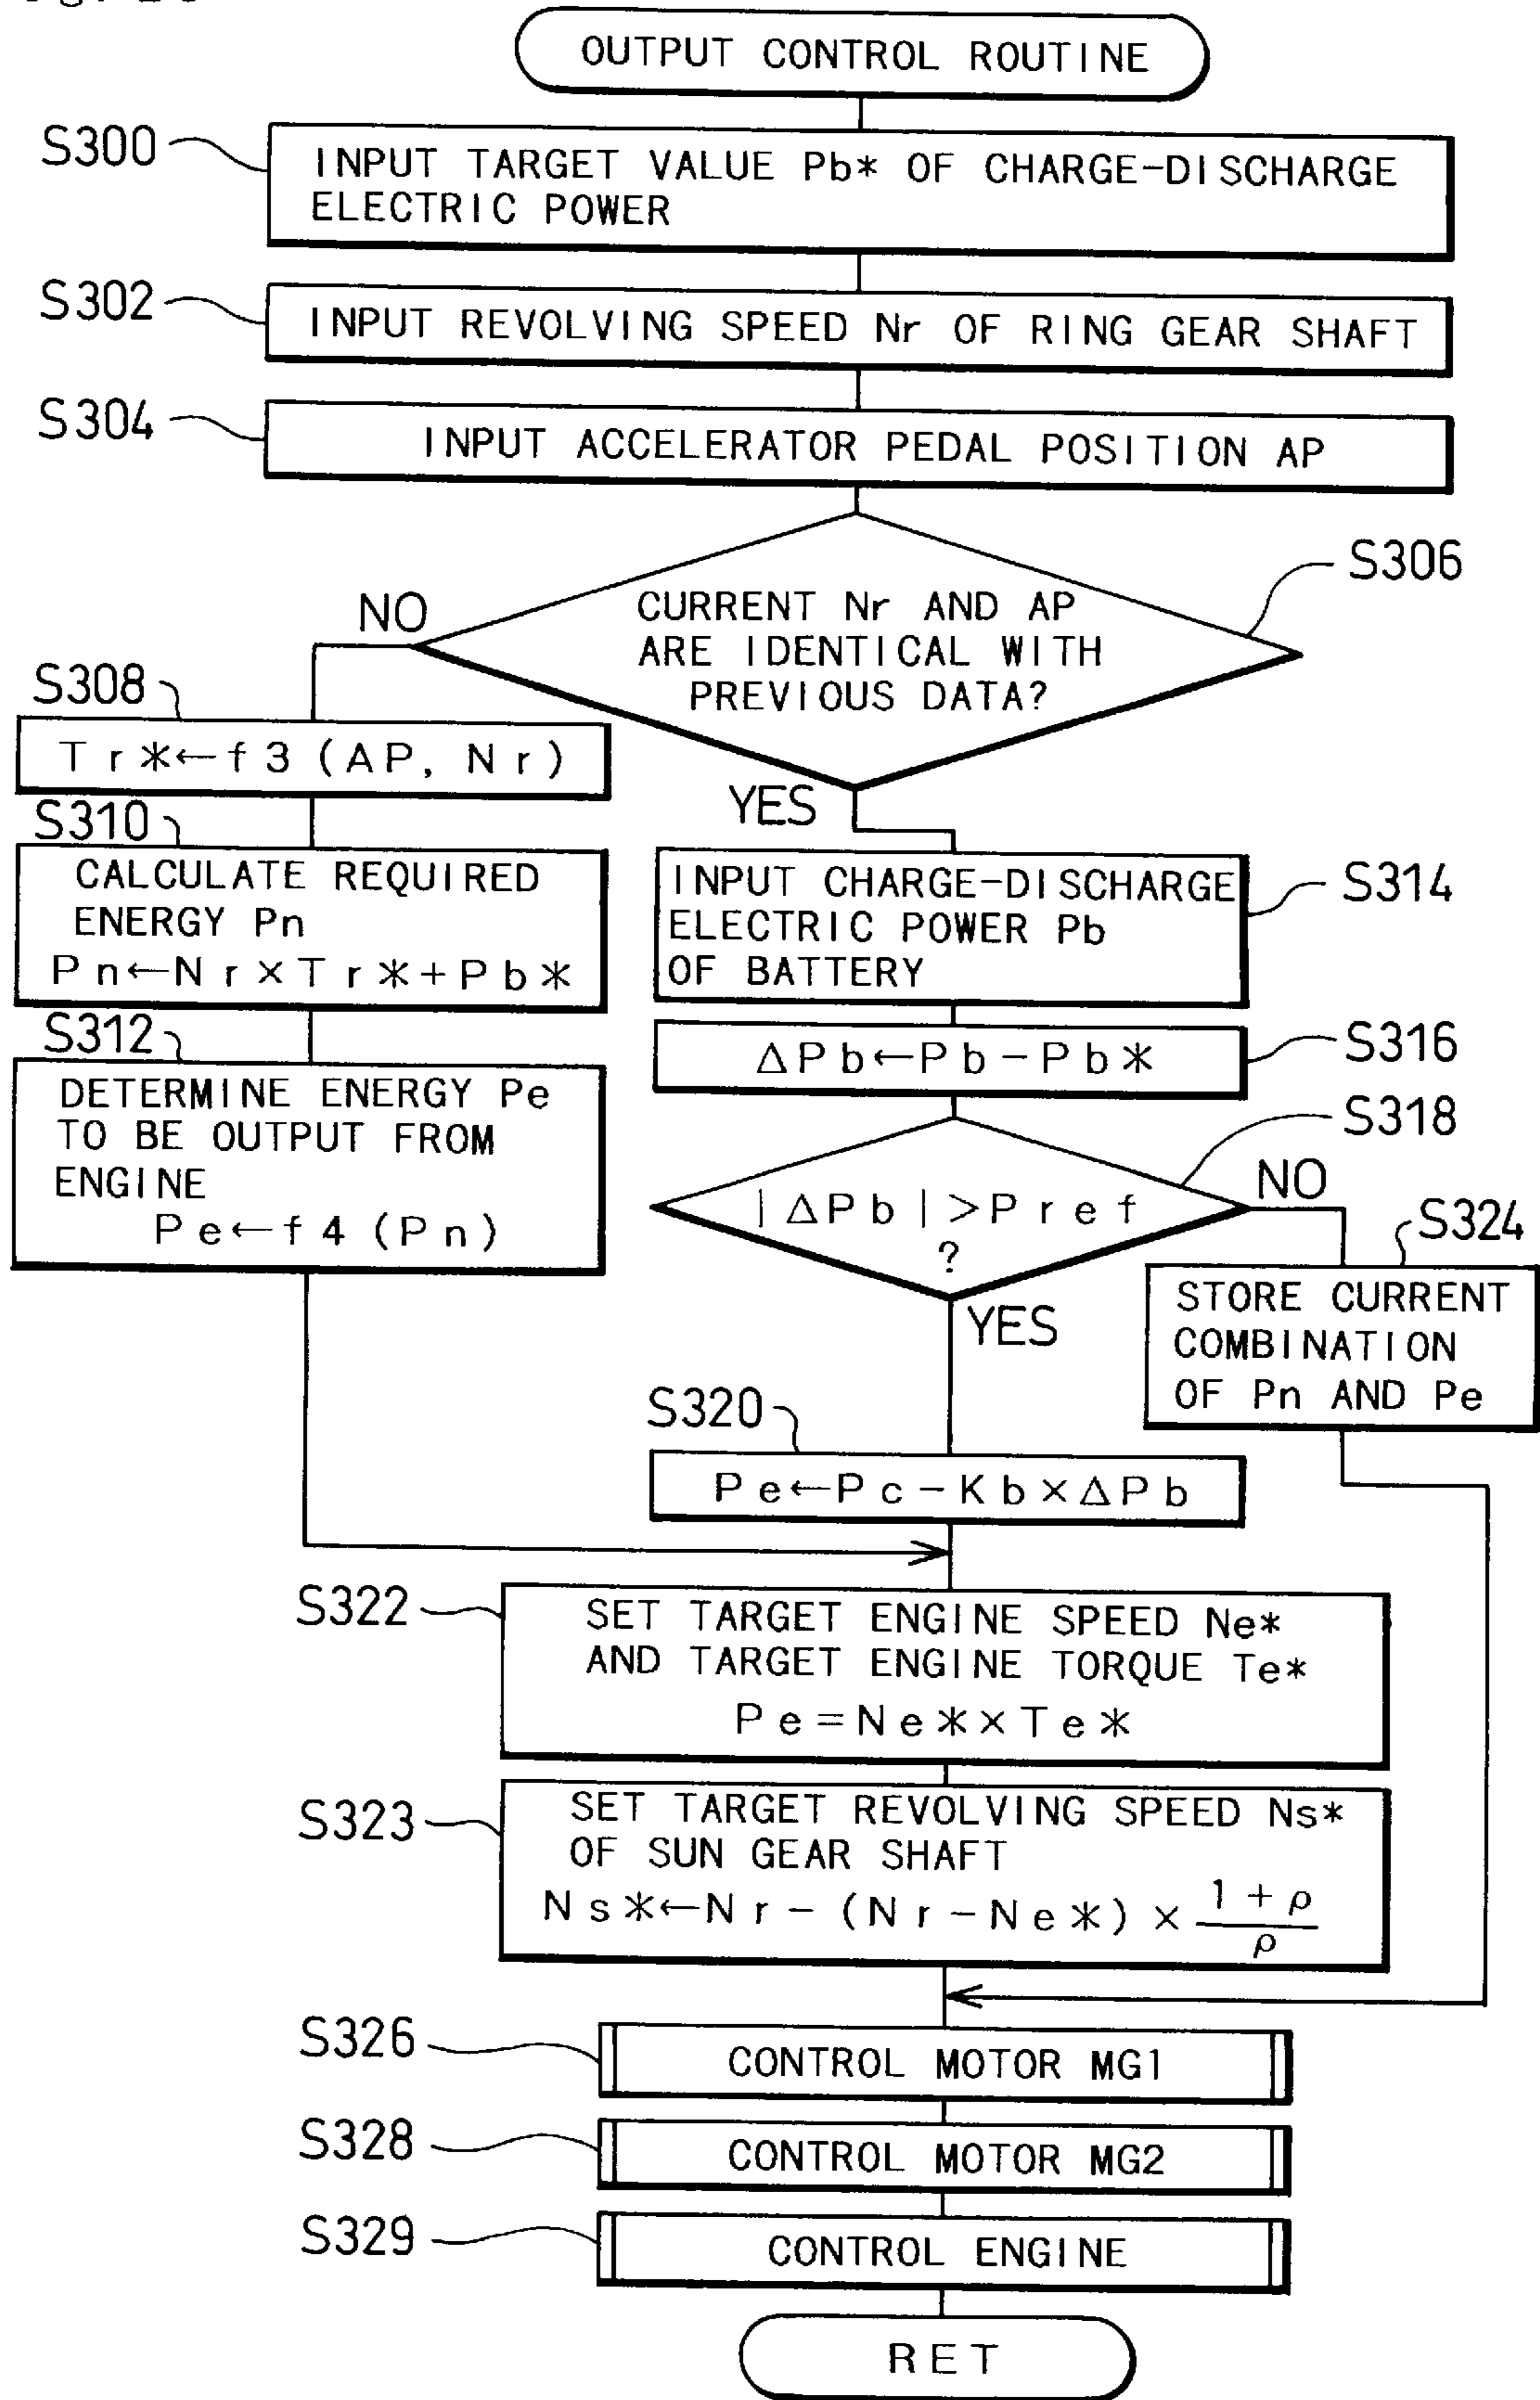 OUTPUT CONTROL ROUTINE
S300
INPUT TARGET VALUE Pb* OF CHARGE-DISCHARGE
ELECTRIC POWER
S302
INPUT REVOLVING SPEED Nr OF RING GEAR SHAFT
S304
INPUT ACCELERATOR PEDAL POSITION AP
S306
CURRENT Nr AND AP
ARE IDENTICAL WITH
PREVIOUS DATA?
NO
YES
S308
Tr*←f3(AP, Nr)
S310
CALCULATE REQUIRED
ENERGY Pn
Pn←Nr×Tr*+Pb*
S312
DETERMINE ENERGY Pe
TO BE OUTPUT FROM
ENGINE
Pe←f4(Pn)
S314
INPUT CHARGE-DISCHARGE
ELECTRIC POWER Pb
OF BATTERY
S316
ΔPb←Pb-Pb*
S318
|ΔPb|>Pref
?
NO
YES
S324
STORE CURRENT
COMBINATION
OF Pn AND Pe
S320
Pe←Pc-Kb×ΔPb
S322
SET TARGET ENGINE SPEED Ne*
AND TARGET ENGINE TORQUE Te*
Pe=Ne*×Te*
S323
SET TARGET REVOLVING SPEED Ns*
OF SUN GEAR SHAFT
Ns*←Nr-(Nr-Ne*)×(1+ρ)/ρ
S326
CONTROL MOTOR MG1
S328
CONTROL MOTOR MG2
S329
CONTROL ENGINE
RET